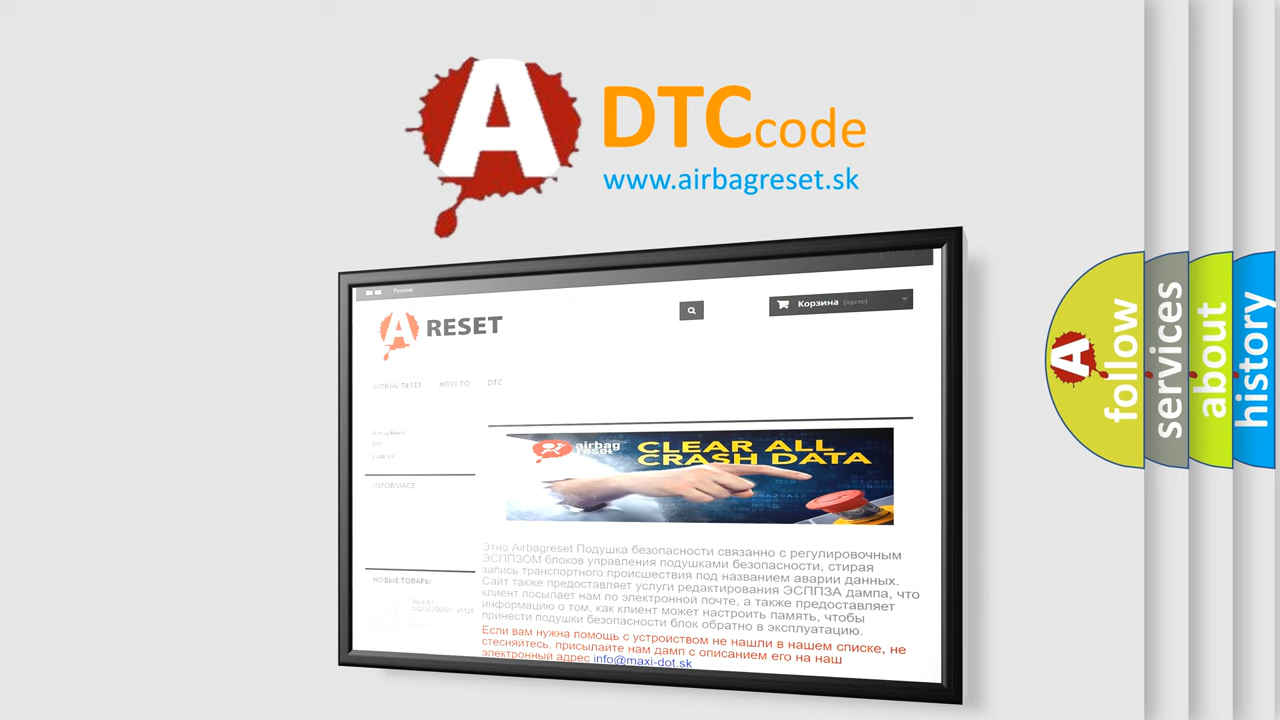 A
DTCcode
www.airbagreset.sk
Русский
Корзина (пусто)
A RESET
AIRBAG RESET HOW TO DTC
DTC
INFORMACE
airbag
reset
CLEAR ALL
CRASH DATA
Этно Airbagreset Подушка безопасности связанно с регулировочным
ЭСППЗОМ блоков управления подушками безопасности, стирая
запись транспортного происшествия под названием аварии данных.
Сайт также предоставляет услуги редактирования ЭСППЗА дампа, что
клиент посылает нам по электронной почте, а также предоставляет
информацию о том, как клиент может настроить память, чтобы
принести подушки безопасности блок обратно в эксплуатацию.
Если вам нужна помощь с устройством не нашли в нашем списке, не
стесняйтесь, присылайте нам дамп с описанием его на наш
электронный адрес info@maxi-dot.sk
НОВЫЕ ТОВАРЫ
A
follow
services
about
history